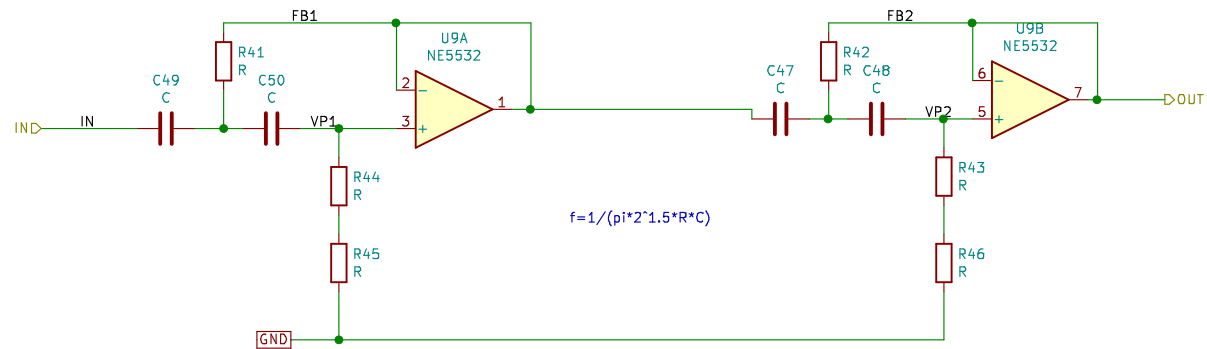 FB1
FB2
U9A
NE5532
U9B
NE5532
R41
R
R42
R
C49
C
C50
C
C47
C
C48
C
2
1
6
7
IN
IN
VP1
3
VP2
5
OUT
R44
R
R43
R
f=1/(pi*2^1.5*R*C)
R45
R
R46
R
GND